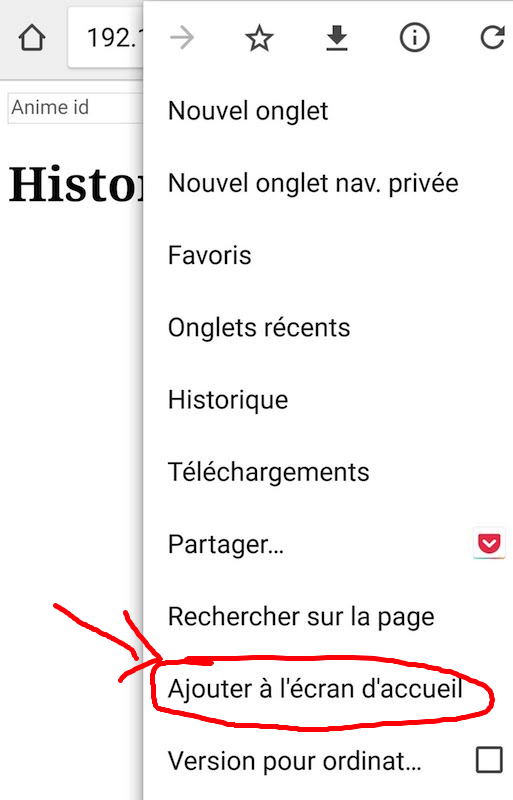 192.1
Anime id
Histor
Nouvel onglet
Nouvel onglet nav. privée
Favoris
Onglets récents
Historique
Téléchargements
Partager…
Rechercher sur la page
Ajouter à l'écran d'accueil
Version pour ordinat…